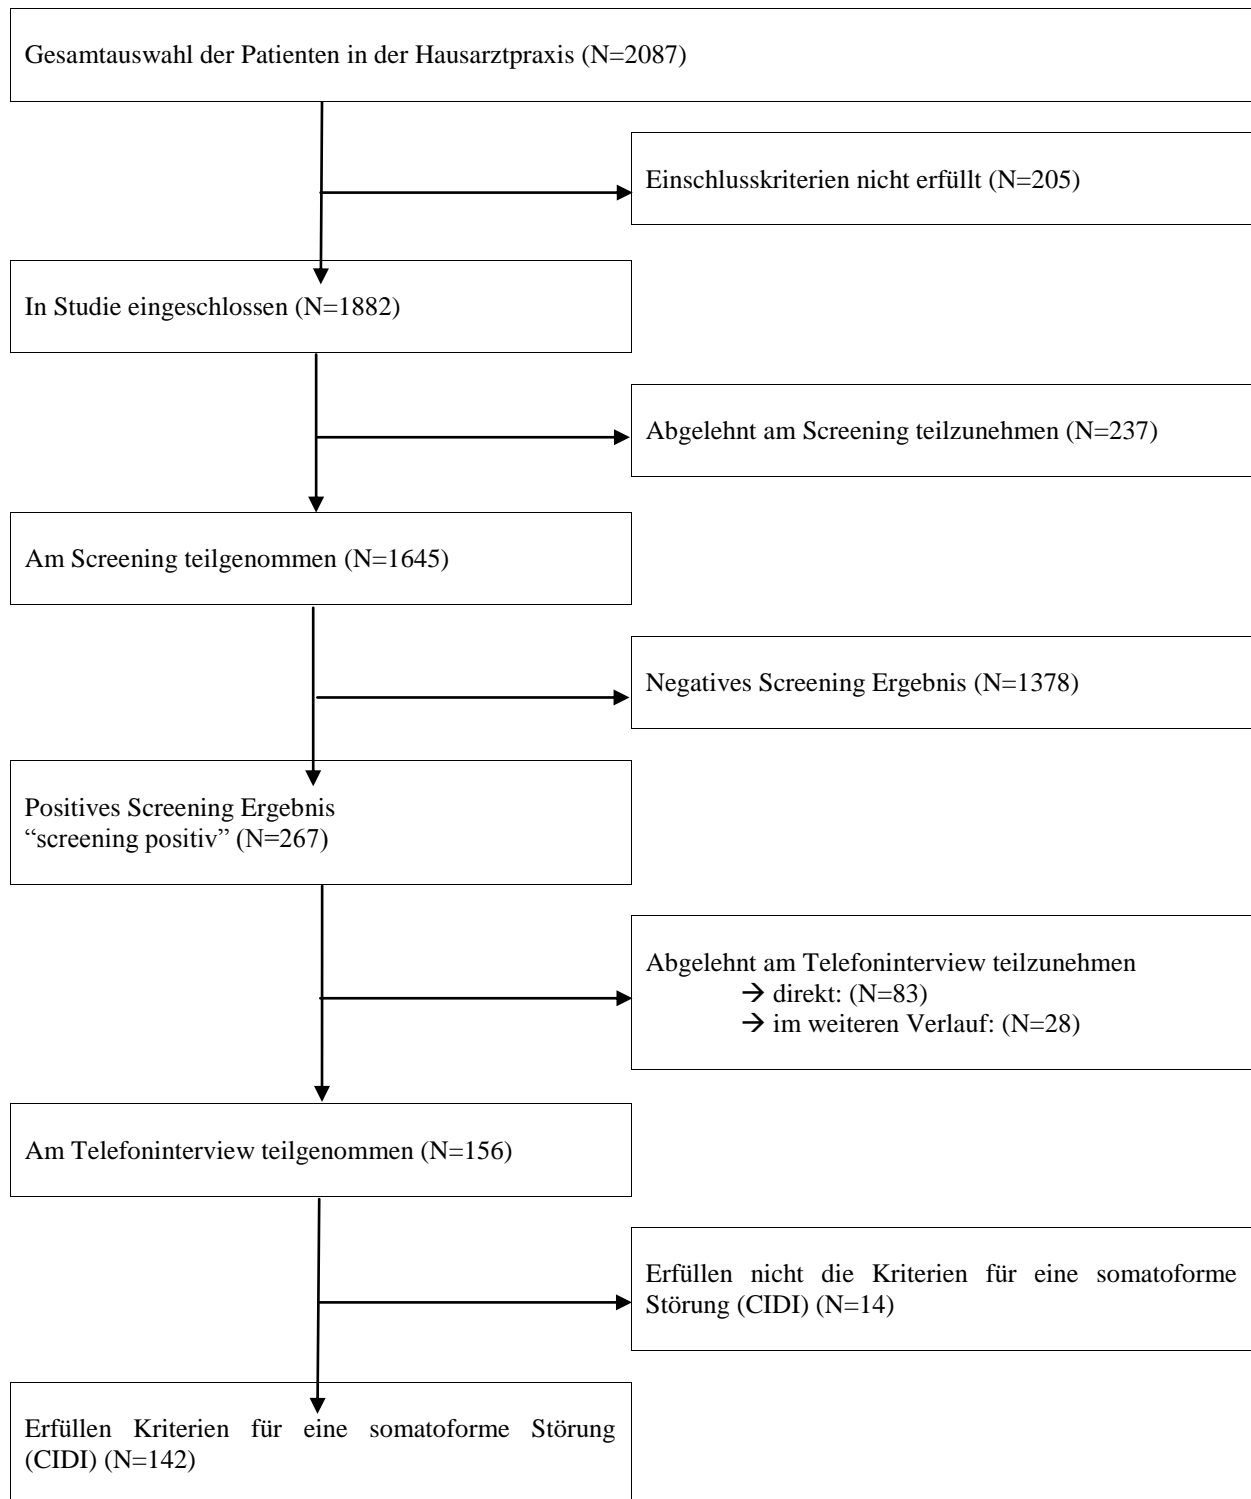 Gesamtauswahl der Patienten in der Hausarztpraxis (N=2087)
Einschlusskriterien nicht erfüllt (N=205)
In Studie eingeschlossen (N=1882)
Abgelehnt am Screening teilzunehmen (N=237)
Am Screening teilgenommen (N=1645)
Negatives Screening Ergebnis (N=1378)
Positives Screening Ergebnis
“screening positiv” (N=267)
Abgelehnt am Telefoninterview teilzunehmen
→ direkt: (N=83)
→ im weiteren Verlauf: (N=28)
Am Telefoninterview teilgenommen (N=156)
Erfüllen nicht die Kriterien für eine somatoforme
Störung (CIDI) (N=14)
Erfüllen Kriterien für eine somatoforme Störung
(CIDI) (N=142)